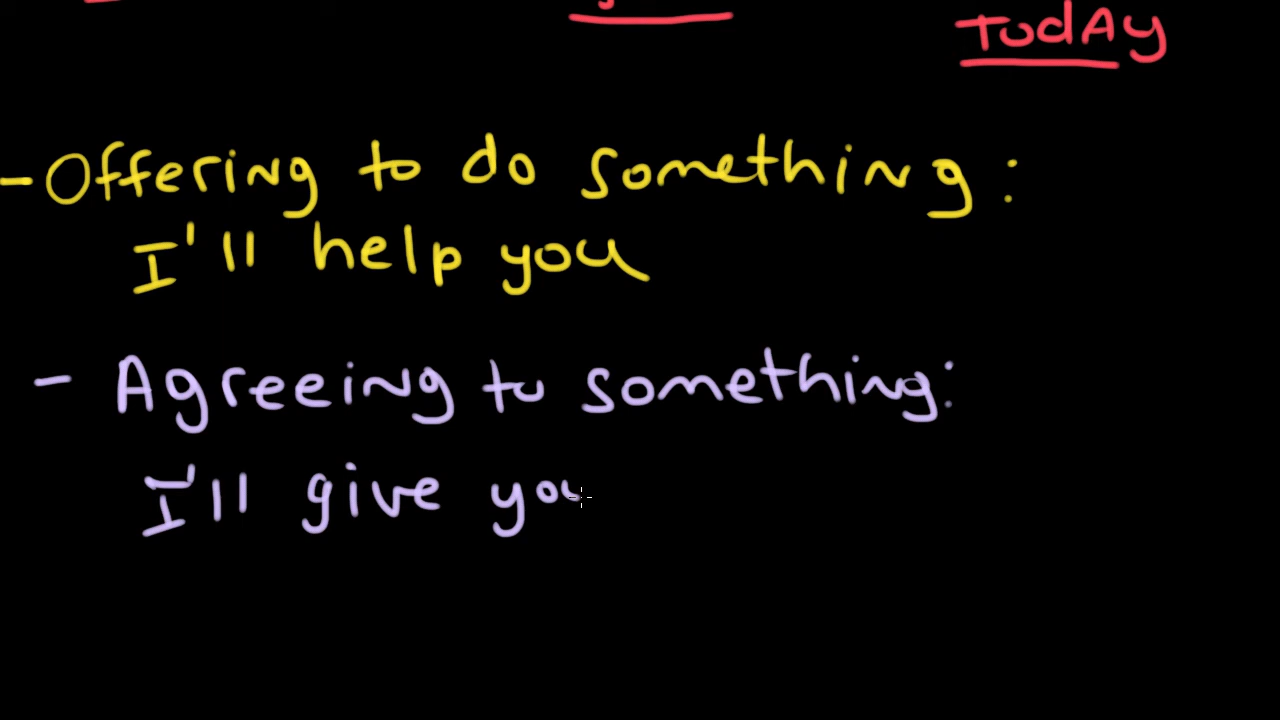 TodAy
- Offering to do something:
I'll help you
- Agreeing to something:
I'll give you